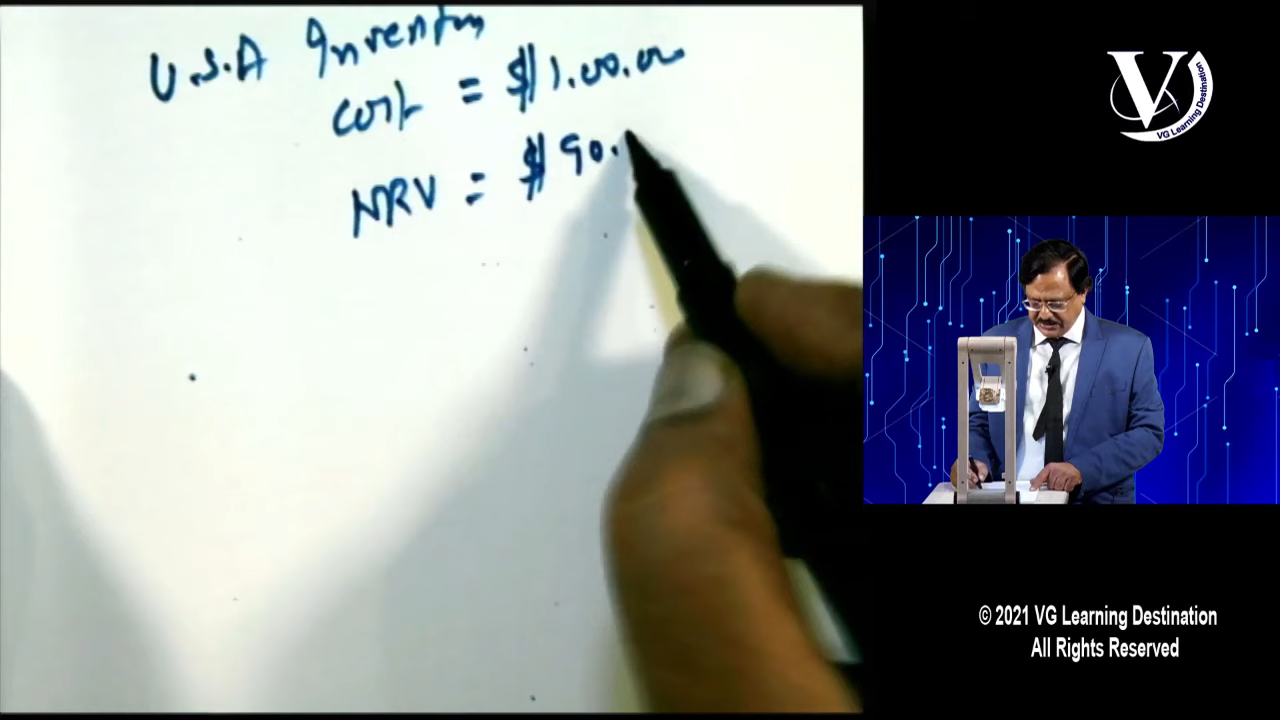 U.S.A Inventory
Cost = $1.00.000
NRV = $90.
V
VG Learning Destination
© 2021 VG Learning Destination
All Rights Reserved